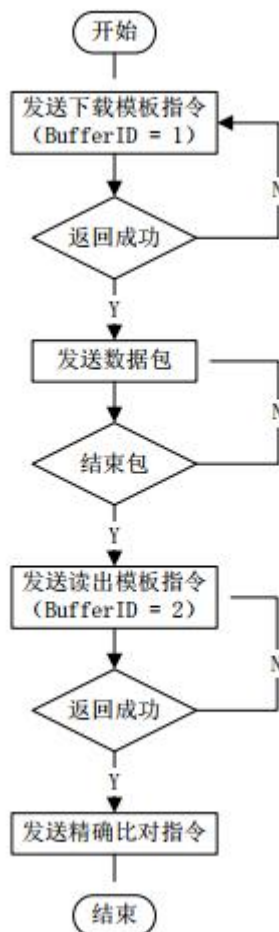 开始
发送下载模板指令
（BufferID = 1）
返回成功
N
Y
发送数据包
N
结束包
Y
发送读出模板指令
（BufferID = 2）
N
返回成功
Y
发送精确比对指令
结束